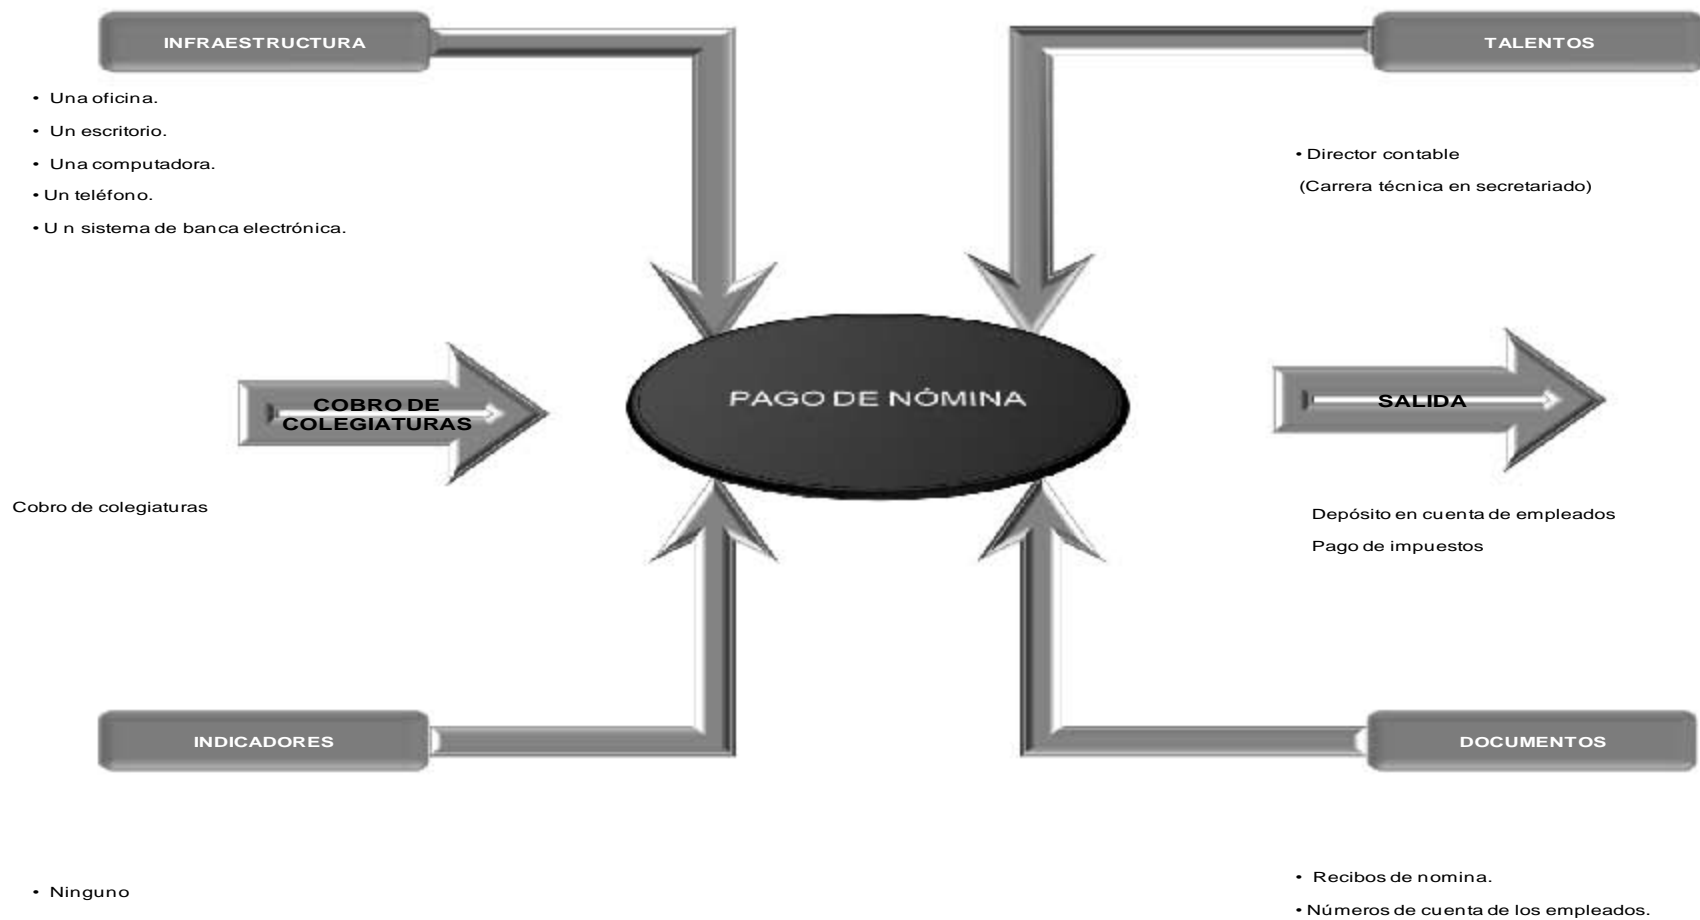 INFRAESTRUCTURA
• Una oficina.
• Un escritorio.
• Una computadora.
• Un teléfono.
• U n sistema de banca electrónica.
TALENTOS
• Director contable
(Carrera técnica en secretariado)
PAGO DE NÓMINA
COBRO DE
COLEGIATURAS
Cobro de colegiaturas
SALIDA
Depósito en cuenta de empleados
Pago de impuestos
INDICADORES
• Ninguno
DOCUMENTOS
• Recibos de nomina.
• Números de cuenta de los empleados.